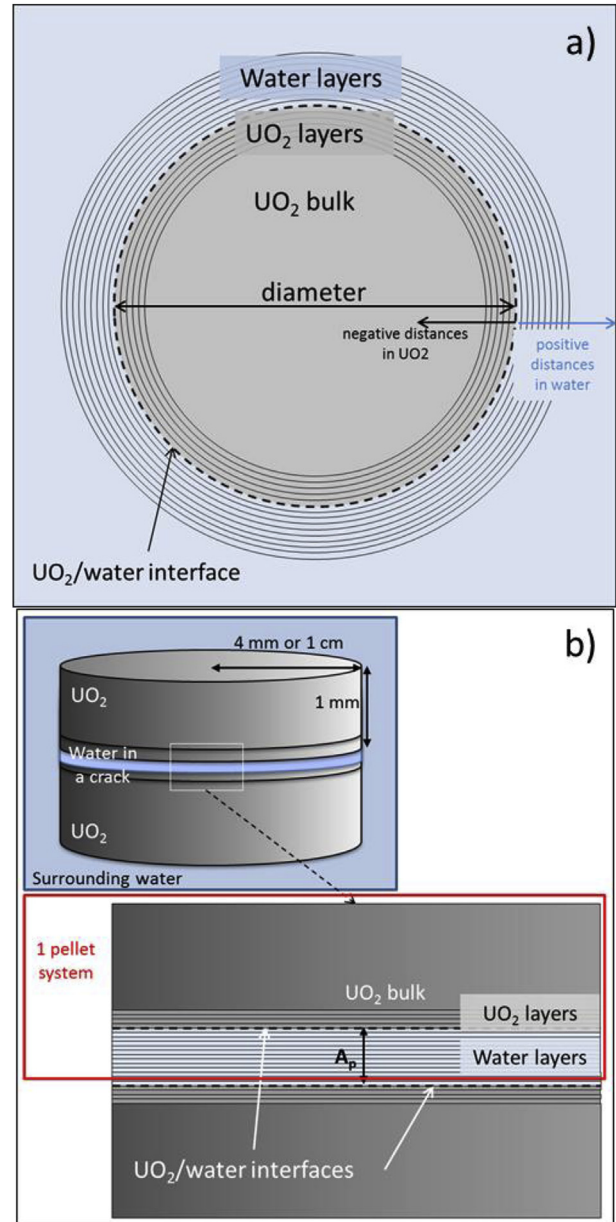 a)
Water layers
UO₂ layers
UO₂ bulk
diameter
negative distances
in UO2
positive
distances
in water
UO₂/water interface
b)
4 mm or 1 cm
UO₂
1 mm
Water in
a crack
UO₂
Surrounding water
1 pellet
system
UO₂ bulk
UO₂ layers
Aₚ
Water layers
UO₂/water interfaces